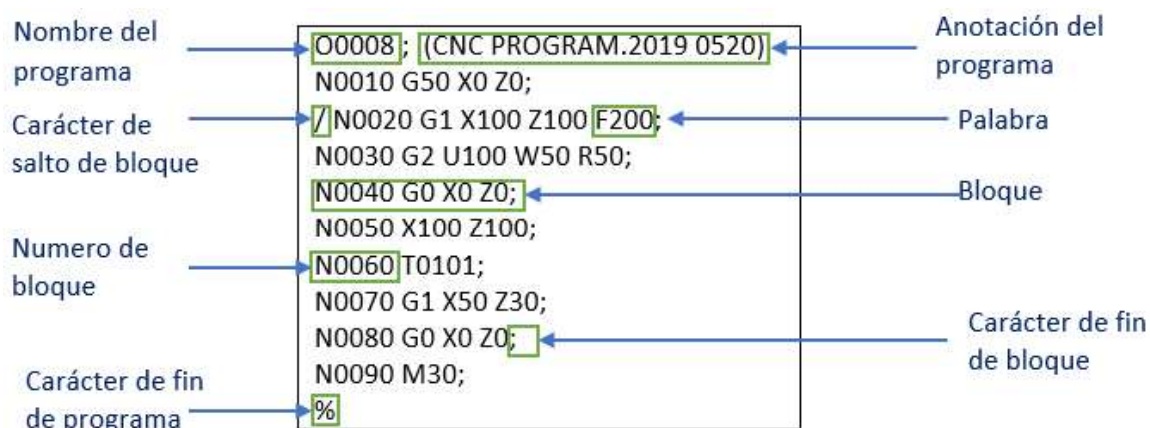 Nombre del
programa
Carácter de
salto de bloque
Numero de
bloque
Carácter de fin
de programa
O0008; (CNC PROGRAM.2019 0520)
N0010 G50 X0 Z0;
/ N0020 G1 X100 Z100 F200;
N0030 G2 U100 W50 R50;
N0040 G0 X0 Z0;
N0050 X100 Z100;
N0060 T0101;
N0070 G1 X50 Z30;
N0080 G0 X0 Z0;
N0090 M30;
%
Anotación del
programa
Palabra
Bloque
Carácter de fin
de bloque